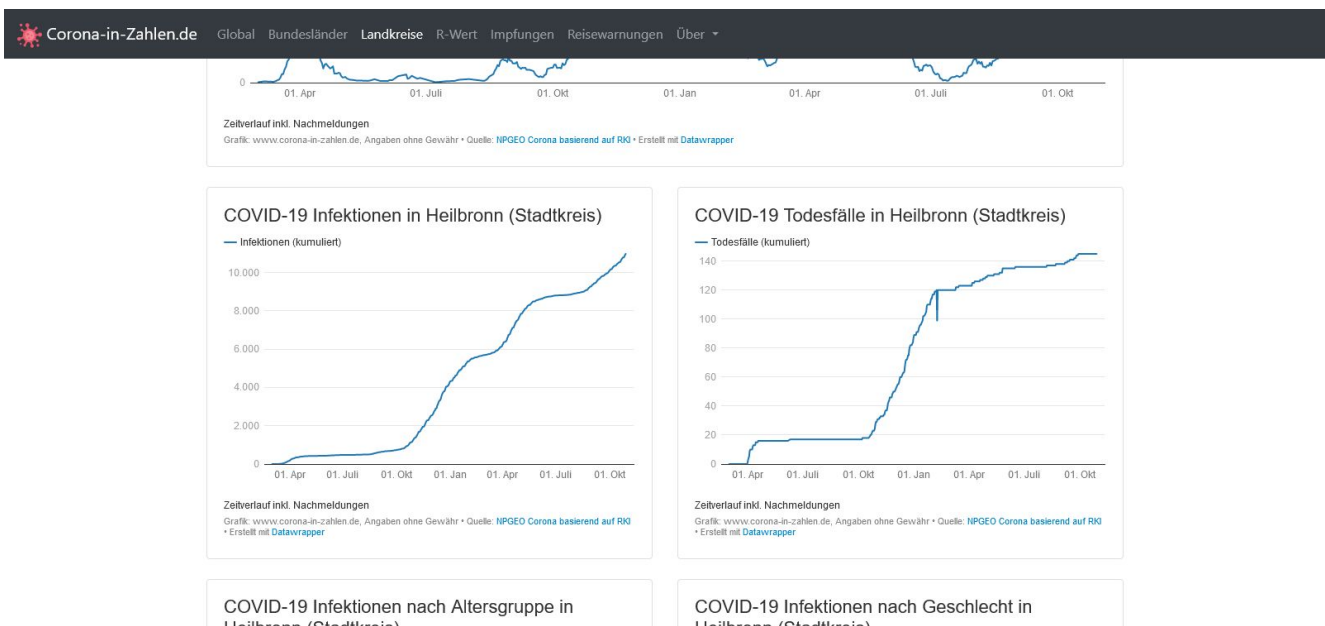 Corona-in-Zahlen.de Global Bundesländer Landkreise R-Wert Impfungen Reisewarnungen Über
0
01. Apr 01. Juli 01. Okt 01. Jan 01. Apr 01. Juli 01. Okt
Zeitverlauf inkl. Nachmeldungen
Grafik: www.corona-in-zahlen.de, Angaben ohne Gewähr • Quelle: NPGEO Corona basierend auf RKI • Erstellt mit Datawrapper
COVID-19 Infektionen in Heilbronn (Stadtkreis)
Infektionen (kumuliert)
10.000
8.000
6.000
4.000
2.000
0
01. Apr 01. Juli 01. Okt 01. Jan 01. Apr 01. Juli 01. Okt
Zeitverlauf inkl. Nachmeldungen
Grafik: www.corona-in-zahlen.de, Angaben ohne Gewähr • Quelle: NPGEO Corona basierend auf RKI
• Erstellt mit Datawrapper
COVID-19 Todesfälle in Heilbronn (Stadtkreis)
Todesfälle (kumuliert)
140
120
100
80
60
40
20
0
01. Apr 01. Juli 01. Okt 01. Jan 01. Apr 01. Juli 01. Okt
Zeitverlauf inkl. Nachmeldungen
Grafik: www.corona-in-zahlen.de, Angaben ohne Gewähr • Quelle: NPGEO Corona basierend auf RKI
• Erstellt mit Datawrapper
COVID-19 Infektionen nach Altersgruppe in
Heilbronn (Stadtkreis)
COVID-19 Infektionen nach Geschlecht in
Heilbronn (Stadtkreis)